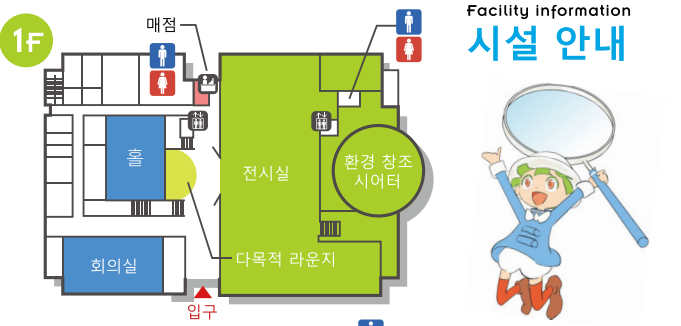 Facility information
시설 안내
1F
매점
홀
전시실
환경 창조
시어터
다목적 라운지
회의실
입구